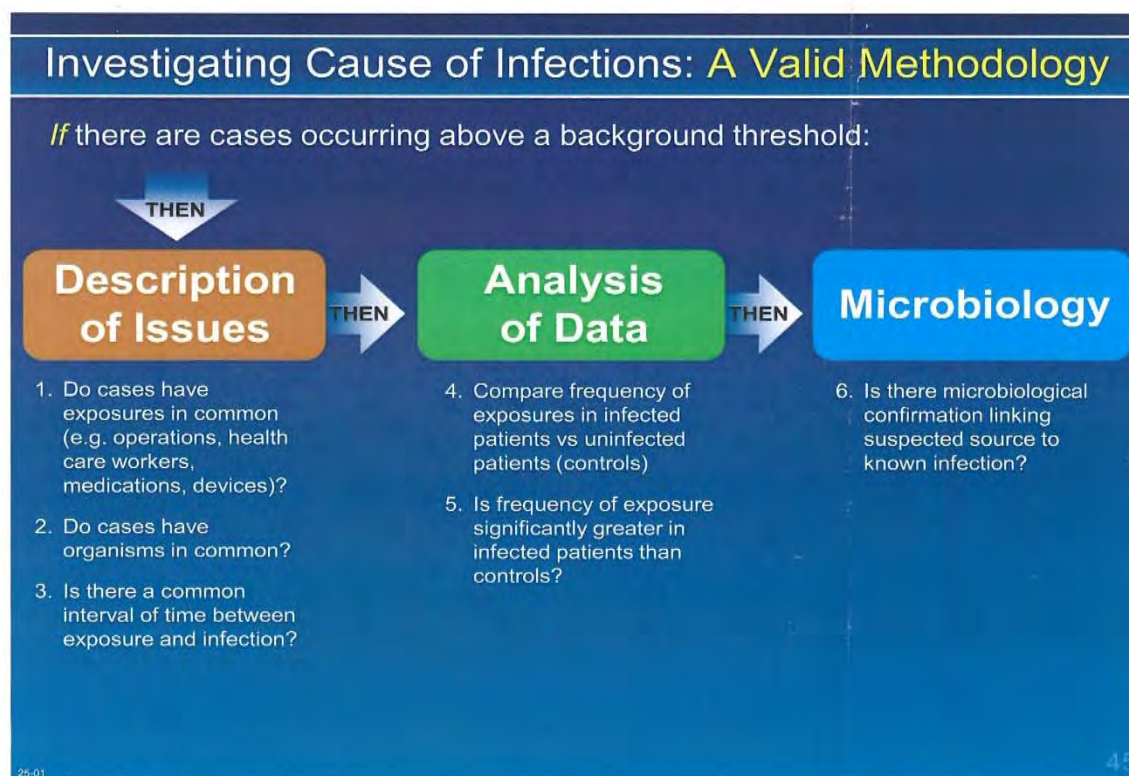 Investigating Cause of Infections: A Valid Methodology
If there are cases occurring above a background threshold:
THEN
Description
of Issues
1. Do cases have
exposures in common
(e.g. operations, health
care workers,
medications, devices)?
2. Do cases have
organisms in common?
3. Is there a common
interval of time between
exposure and infection?
THEN
Analysis
of Data
4. Compare frequency of
exposures in infected
patients vs uninfected
patients (controls)
5. Is frequency of exposure
significantly greater in
infected patients than
controls?
THEN
Microbiology
6. Is there microbiological
confirmation linking
suspected source to
known infection?
25-01
45